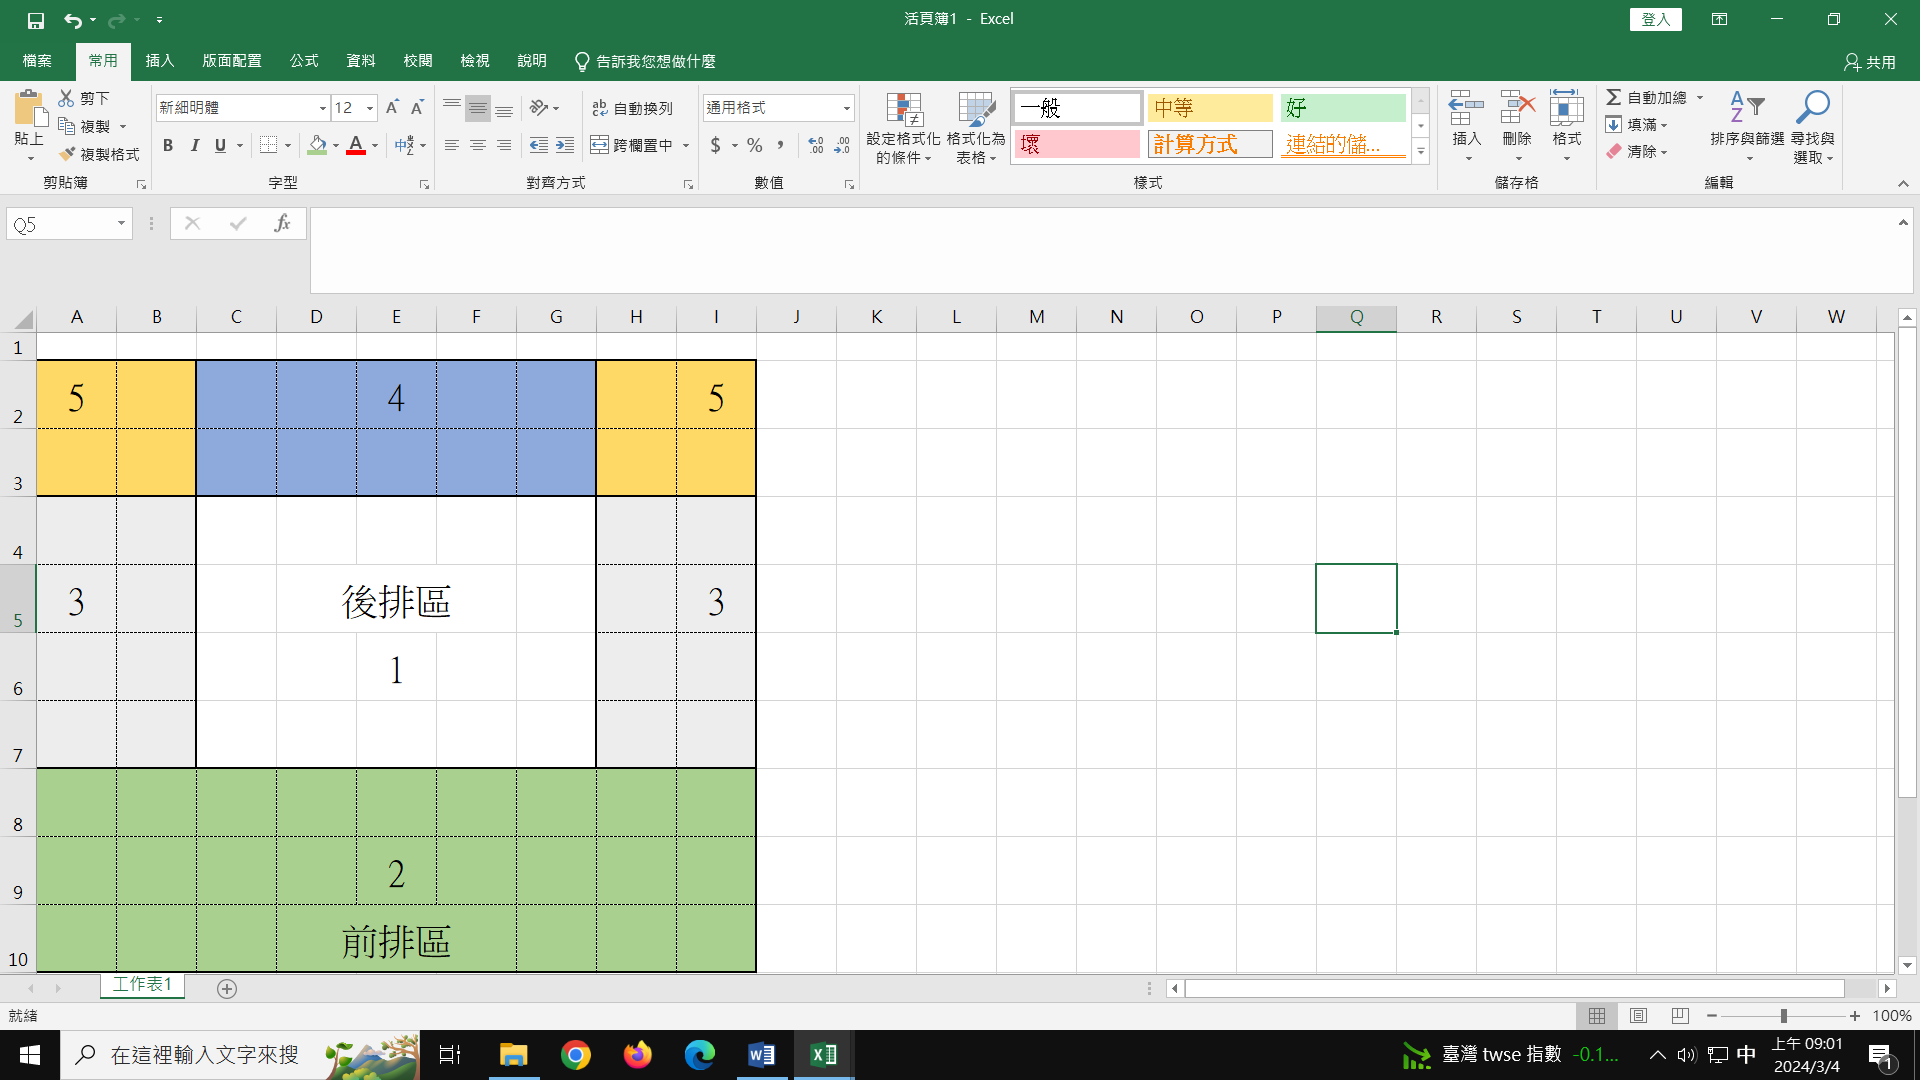 活頁簿1 - Excel
登入
檔案 常用 插入 版面配置 公式 資料 校閱 檢視 說明 告訴我您想做什麼
共用
貼上
剪下
複製
複製格式
剪貼簿
新細明體 12
B I U
字型
自動換列
跨欄置中
對齊方式
通用格式
$ % ,
數值
設定格式化的條件
格式化為表格
一般 中等 好
壞 計算方式 連結的儲...
樣式
插入 刪除 格式
儲存格
自動加總
填滿
清除
排序與篩選
尋找與選取
編輯
Q5
fx
A B C D E F G H I J K L M N O P Q R S T U V W
1
2 5 4 5
3
4
5 3 後排區 3
6 1
7
8
9 2
10 前排區
工作表1
就緒
100%
在這裡輸入文字來搜
臺灣 twse 指數 -0.1...
中
上午 09:01
2024/3/4
1